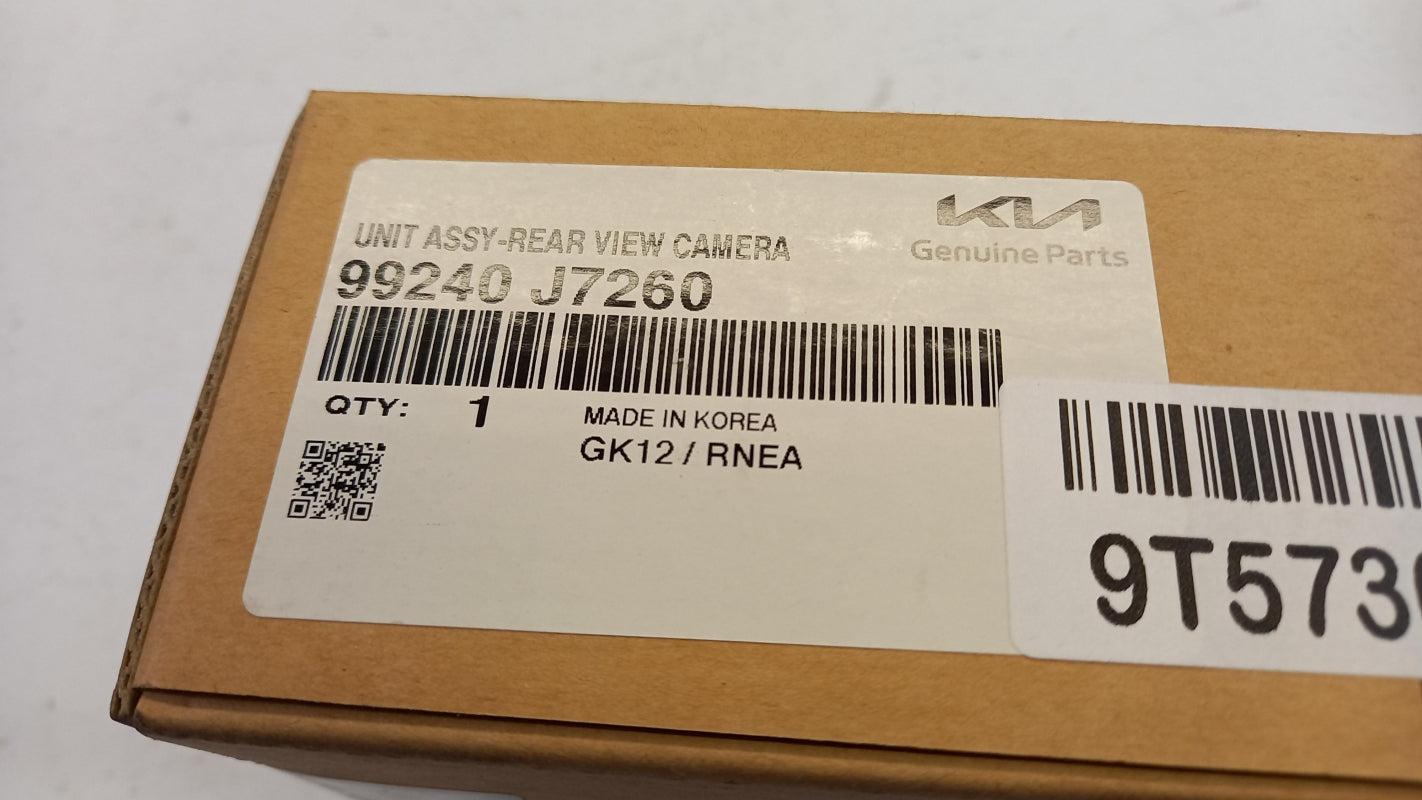 KIA
Genuine Parts
UNIT ASSY-REAR VIEW CAMERA
99240 J7260
QTY: 1
MADE IN KOREA
GK12 / RNEA
9T573